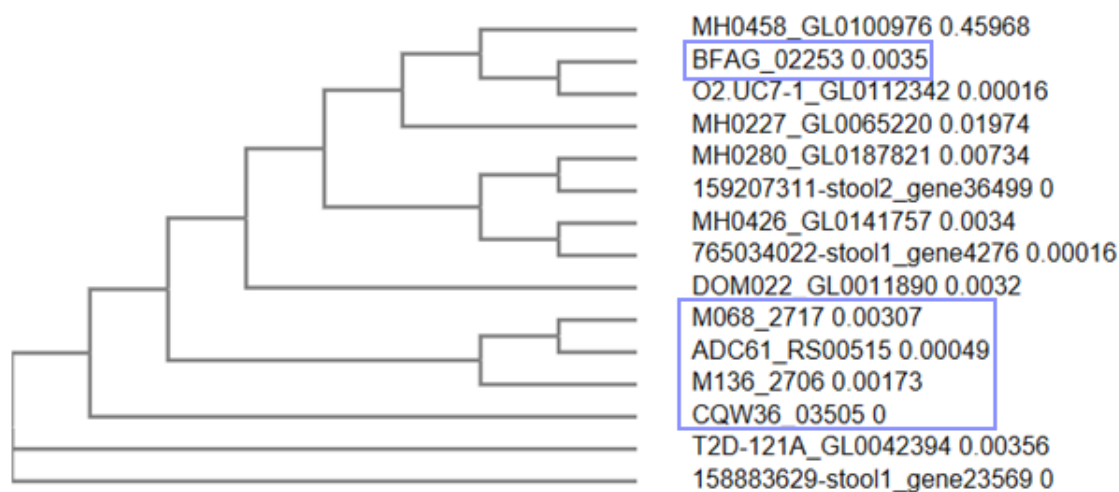 MH0458_GL0100976 0.45968
BFAG_02253 0.0035
O2.UC7-1_GL0112342 0.00016
MH0227_GL0065220 0.01974
MH0280_GL0187821 0.00734
159207311-stool2_gene36499 0
MH0426_GL0141757 0.0034
765034022-stool1_gene4276 0.00016
DOM022_GL0011890 0.0032
M068_2717 0.00307
ADC61_RS00515 0.00049
M136_2706 0.00173
CQW36_03505 0
T2D-121A_GL0042394 0.00356
158883629-stool1_gene23569 0